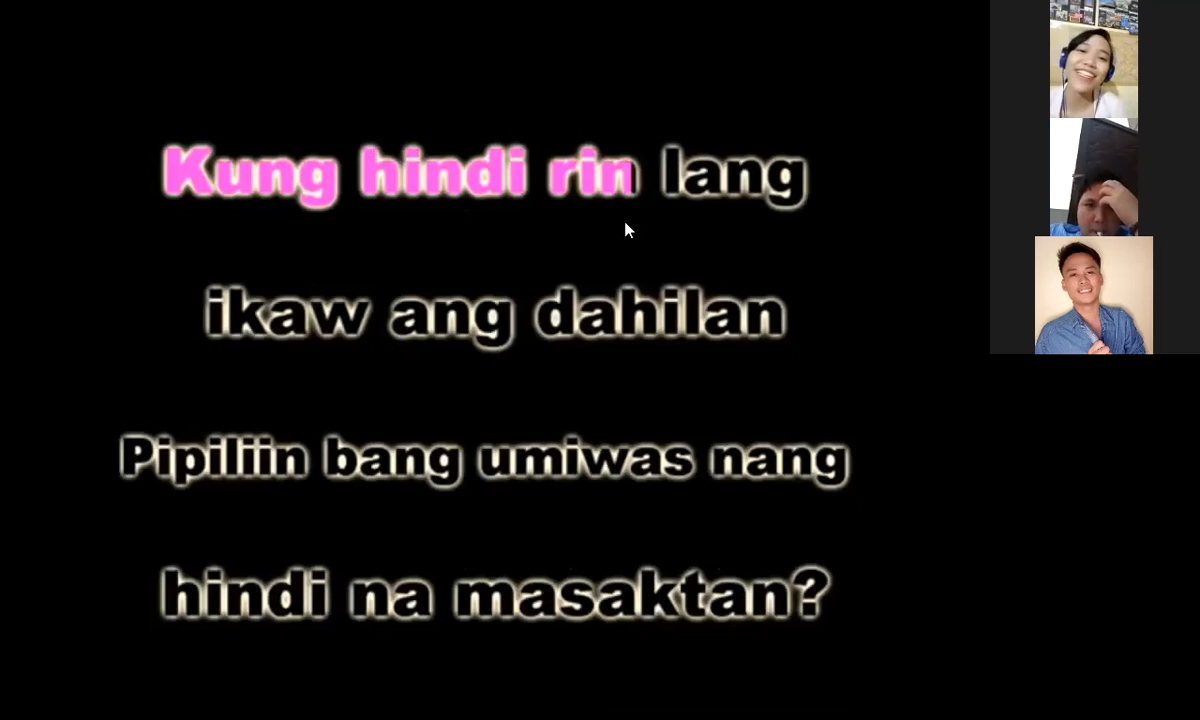 Kung hindi rin lang
ikaw ang dahilan
Pipiliin bang umiwas nang
hindi na masaktan?